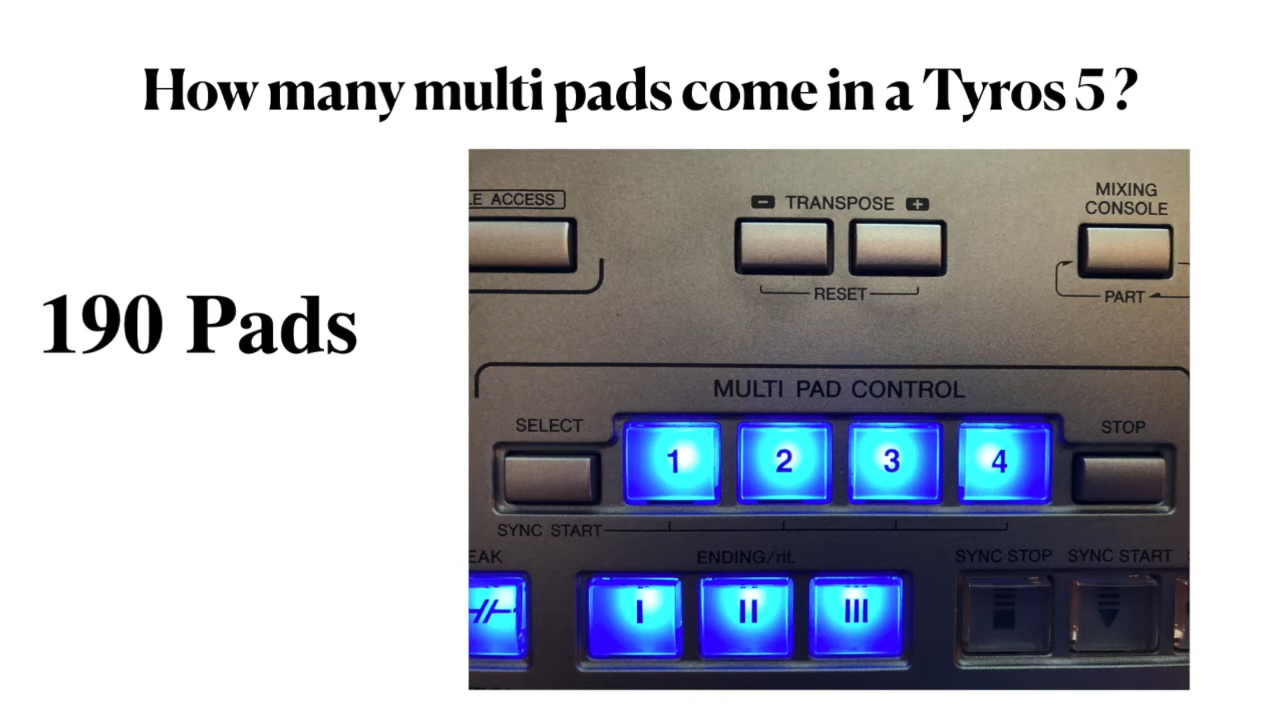 How many multi pads come in a Tyros 5 ?
190 Pads
LE ACCESS
- TRANSPOSE +
MIXING
CONSOLE
RESET
PART
MULTI PAD CONTROL
SELECT
1 2 3 4
STOP
SYNC START
EAK
ENDING/rit.
SYNC STOP SYNC START
I II III